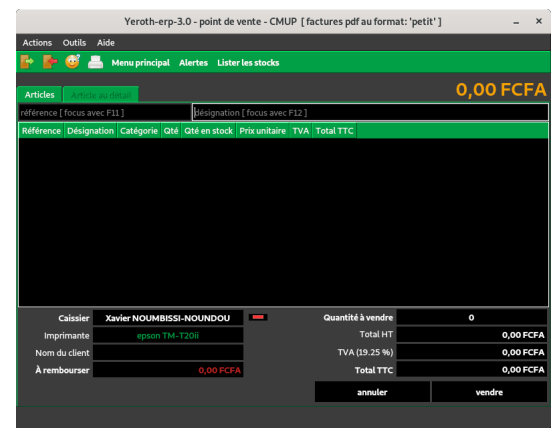 Yeroth-erp-3.0 - point de vente - CMUP [ factures pdf au format: 'petit' ]
Actions Outils Aide
Menu principal Alertes Lister les stocks
Articles Article au détail 0,00 FCFA
référence [ focus avec F11 ] désignation [ focus avec F12 ]
Référence Désignation Catégorie Qté Qté en stock Prix unitaire TVA Total TTC
Caissier Xavier NOUMBISSI-NOUNDOU Quantité à vendre 0
Imprimante epson TM-T20ii Total HT 0,00 FCFA
Nom du client TVA (19.25 %) 0,00 FCFA
À rembourser 0,00 FCFA Total TTC 0,00 FCFA
annuler vendre